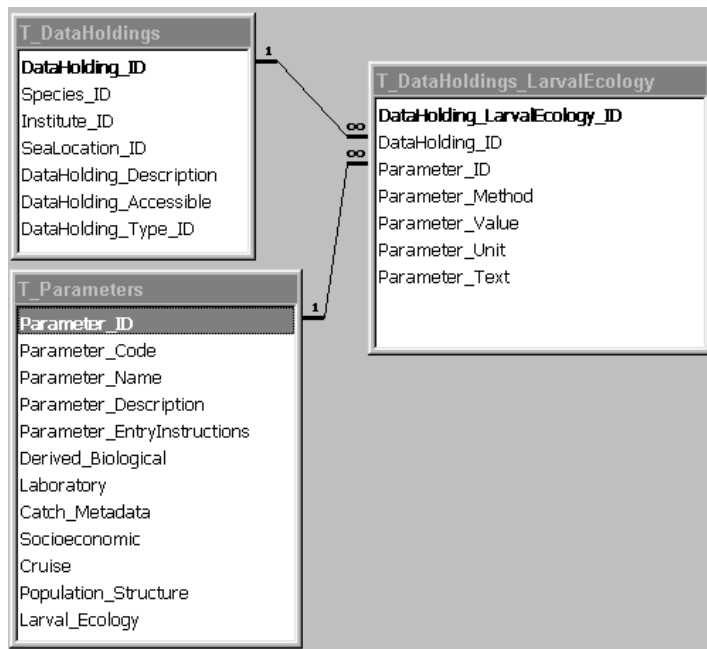 T_DataHoldings
DataHolding_ID
Species_ID
Institute_ID
SeaLocation_ID
DataHolding_Description
DataHolding_Accessible
DataHolding_Type_ID
1
∞
∞
T_DataHoldings_LarvalEcology
DataHolding_LarvalEcology_ID
DataHolding_ID
Parameter_ID
Parameter_Method
Parameter_Value
Parameter_Unit
Parameter_Text
T_Parameters
Parameter_ID
Parameter_Code
Parameter_Name
Parameter_Description
Parameter_EntryInstructions
Derived_Biological
Laboratory
Catch_Metadata
Socioeconomic
Cruise
Population_Structure
Larval_Ecology
1